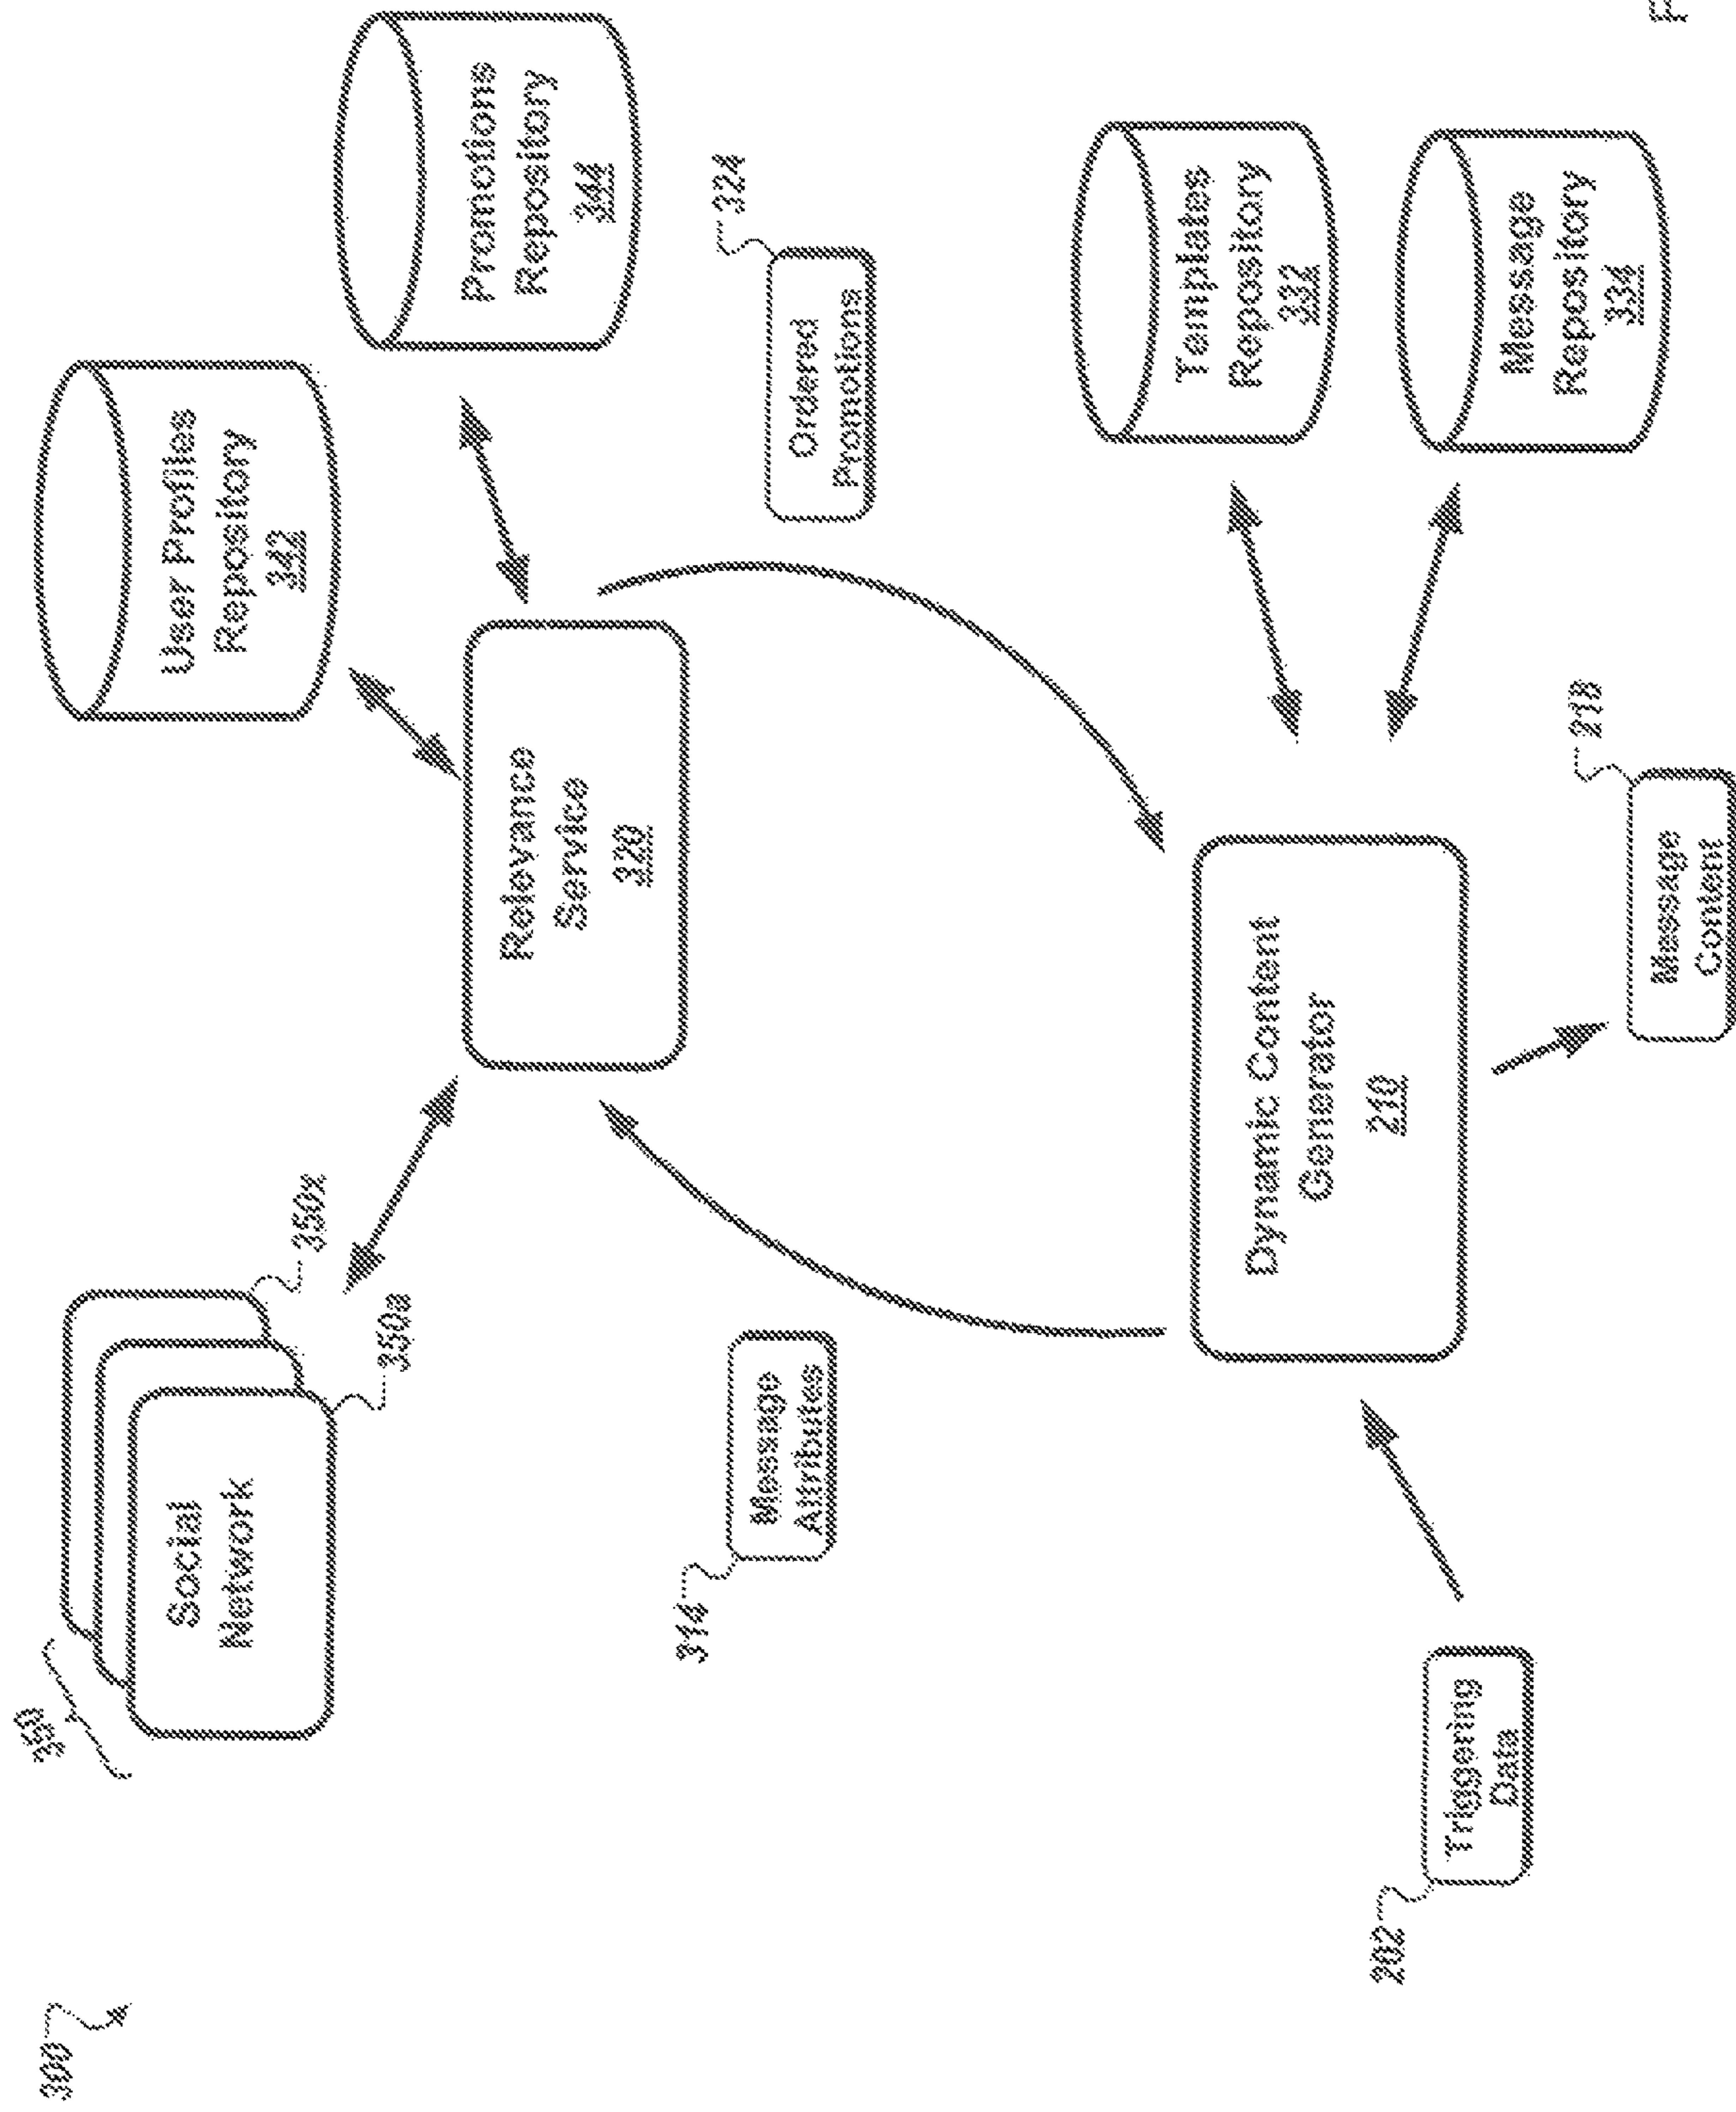 300
350
Social
Network
350x
350a
User Profiles
Repository
342
Promotions
Repository
344
Relevance
Service
320
314
Message
Attributes
324
Ordered
Promotions
Dynamic Content
Generator
210
Templates
Repository
332
Message
Repository
334
202
Triggering
Data
218
Message
Content